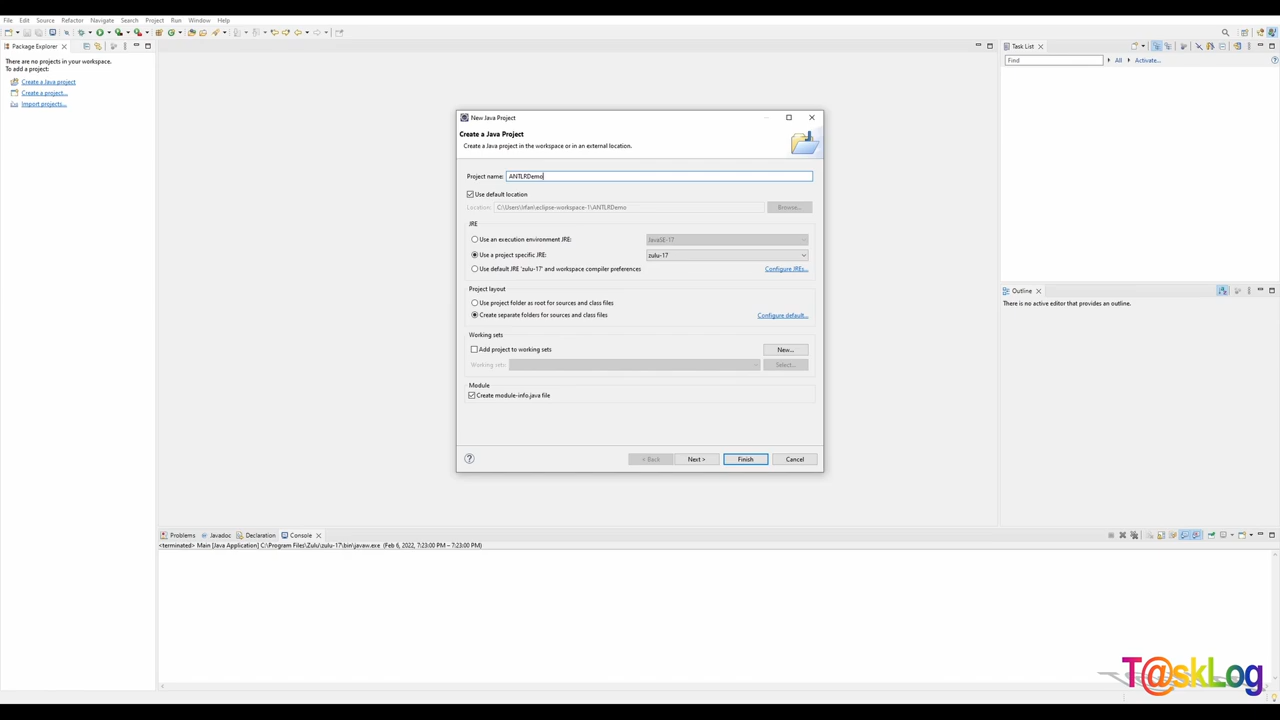 File Edit Source Refactor Navigate Search Project Run Window Help
Package Explorer
There are no projects in your workspace.
To add a project:
Create a Java project
Create a project...
Import projects...
Task List
Find
All
Activate...
Outline
There is no active editor that provides an outline.
New Java Project
Create a Java Project
Create a Java project in the workspace or in an external location.
Project name: ANTLRDemo
Use default location
Location: C:\Users\Irfan\eclipse-workspace-1\ANTLRDemo Browse...
JRE
Use an execution environment JRE: JavaSE-17
Use a project specific JRE: zulu-17
Use default JRE 'zulu-17' and workspace compiler preferences Configure JREs...
Project layout
Use project folder as root for sources and class files
Create separate folders for sources and class files Configure default...
Working sets
Add project to working sets New...
Working sets: Select...
Module
Create module-info.java file
? < Back Next > Finish Cancel
Problems Javadoc Declaration Console
<terminated> Main [Java Application] C:\Program Files\Zulu\zulu-17\bin\javaw.exe (Feb 6, 2022, 7:23:00 PM – 7:23:00 PM)
T@skLog